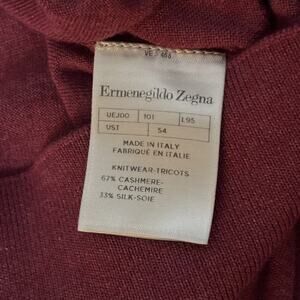 Ermenegildo Zegna
UEJ00 101 L95
UST 54
MADE IN ITALY
FABRIQUÉ EN ITALIE
KNITWEAR-TRICOTS
67% CASHMERE-
CACHEMIRE
33% SILK-SOIE